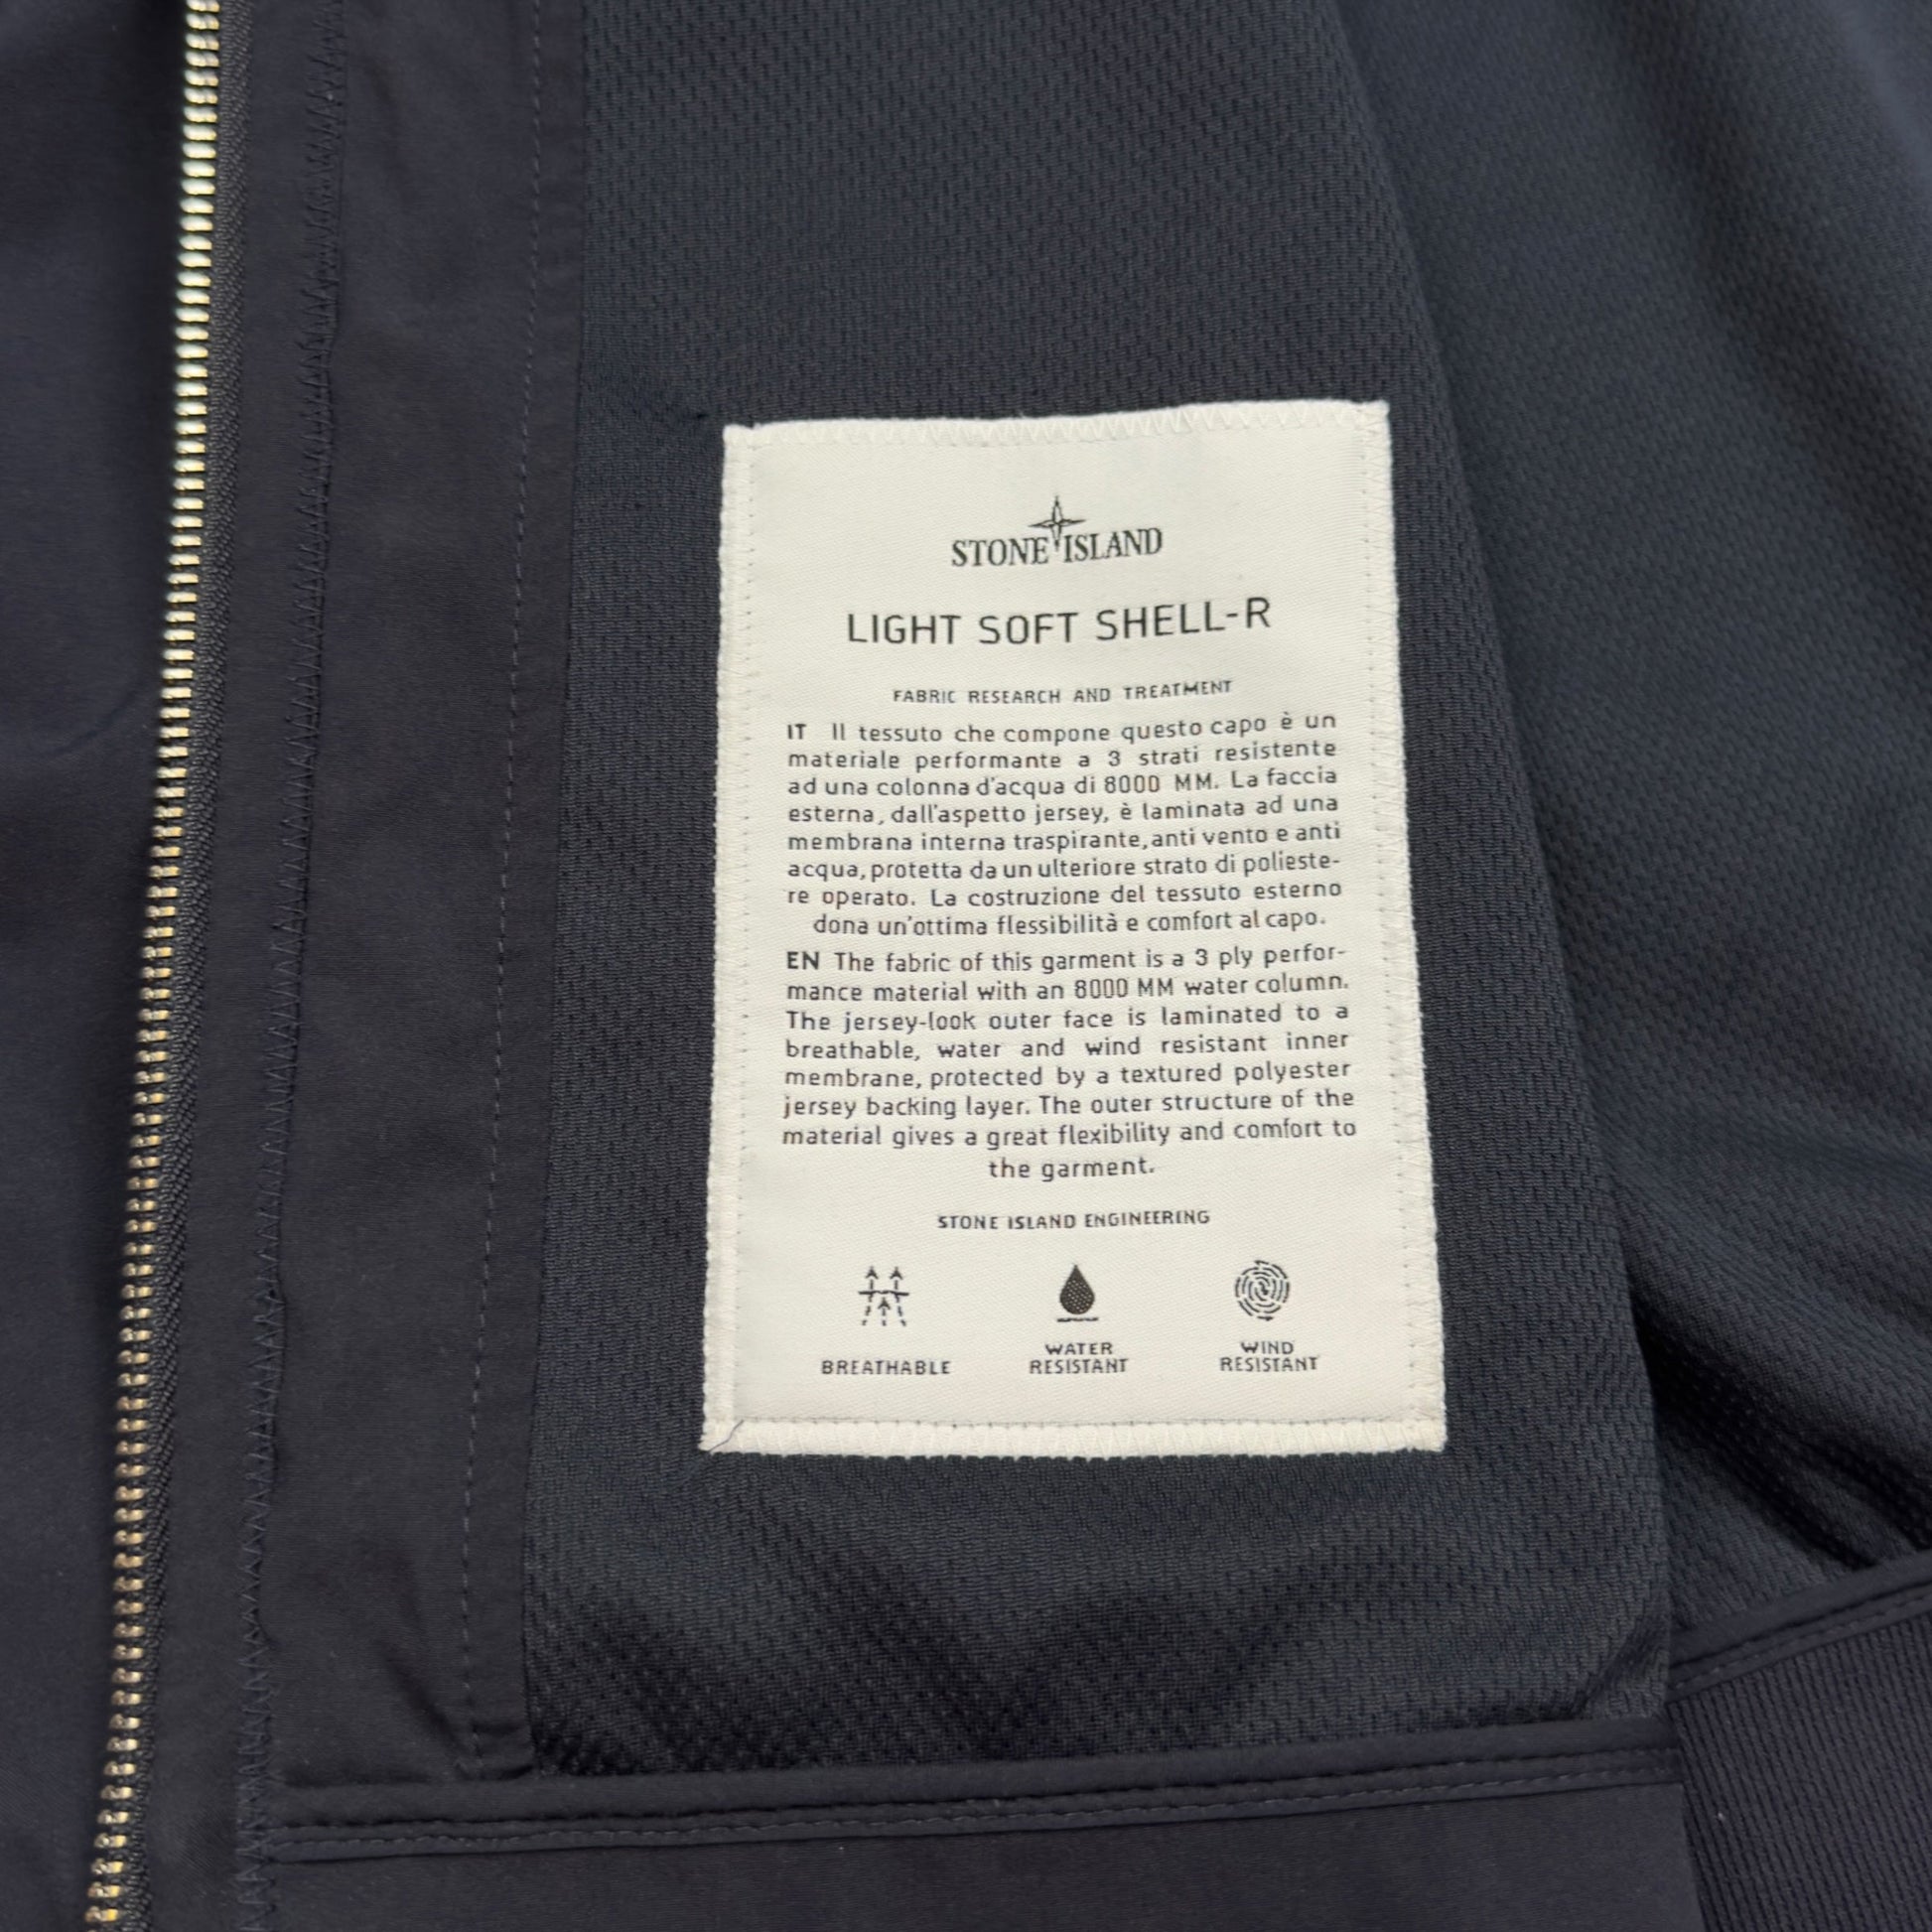 STONE ISLAND
LIGHT SOFT SHELL-R
FABRIC RESEARCH AND TREATMENT
IT Il tessuto che compone questo capo è un
materiale performante a 3 strati resistente
ad una colonna d'acqua di 8000 MM. La faccia
esterna, dall'aspetto jersey, è laminata ad una
membrana interna traspirante, anti vento e anti
acqua, protetta da un ulteriore strato di polieste-
re operato. La costruzione del tessuto esterno
dona un'ottima flessibilità e comfort al capo.
EN The fabric of this garment is a 3 ply perfor-
mance material with an 8000 MM water column.
The jersey-look outer face is laminated to a
breathable, water and wind resistant inner
membrane, protected by a textured polyester
jersey backing layer. The outer structure of the
material gives a great flexibility and comfort to
the garment.
STONE ISLAND ENGINEERING
BREATHABLE
WATER
RESISTANT
WIND
RESISTANT